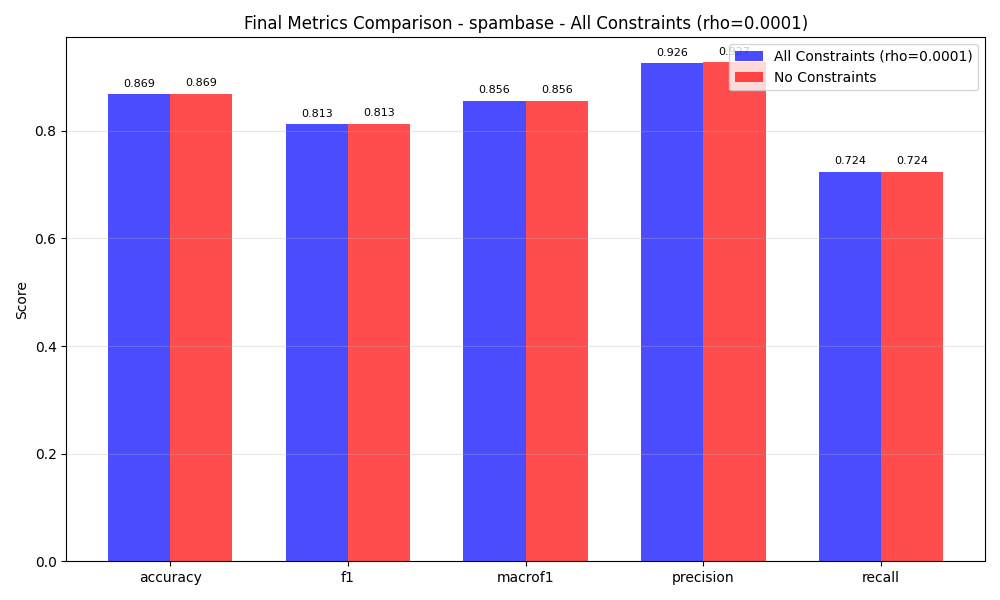 Final Metrics Comparison - spambase - All Constraints (rho=0.0001)
All Constraints (rho=0.0001)
No Constraints
0.869 0.869
0.813 0.813
0.856 0.856
0.926 0.927
0.724 0.724
Score
0.8
0.6
0.4
0.2
0.0
accuracy f1 macrof1 precision recall